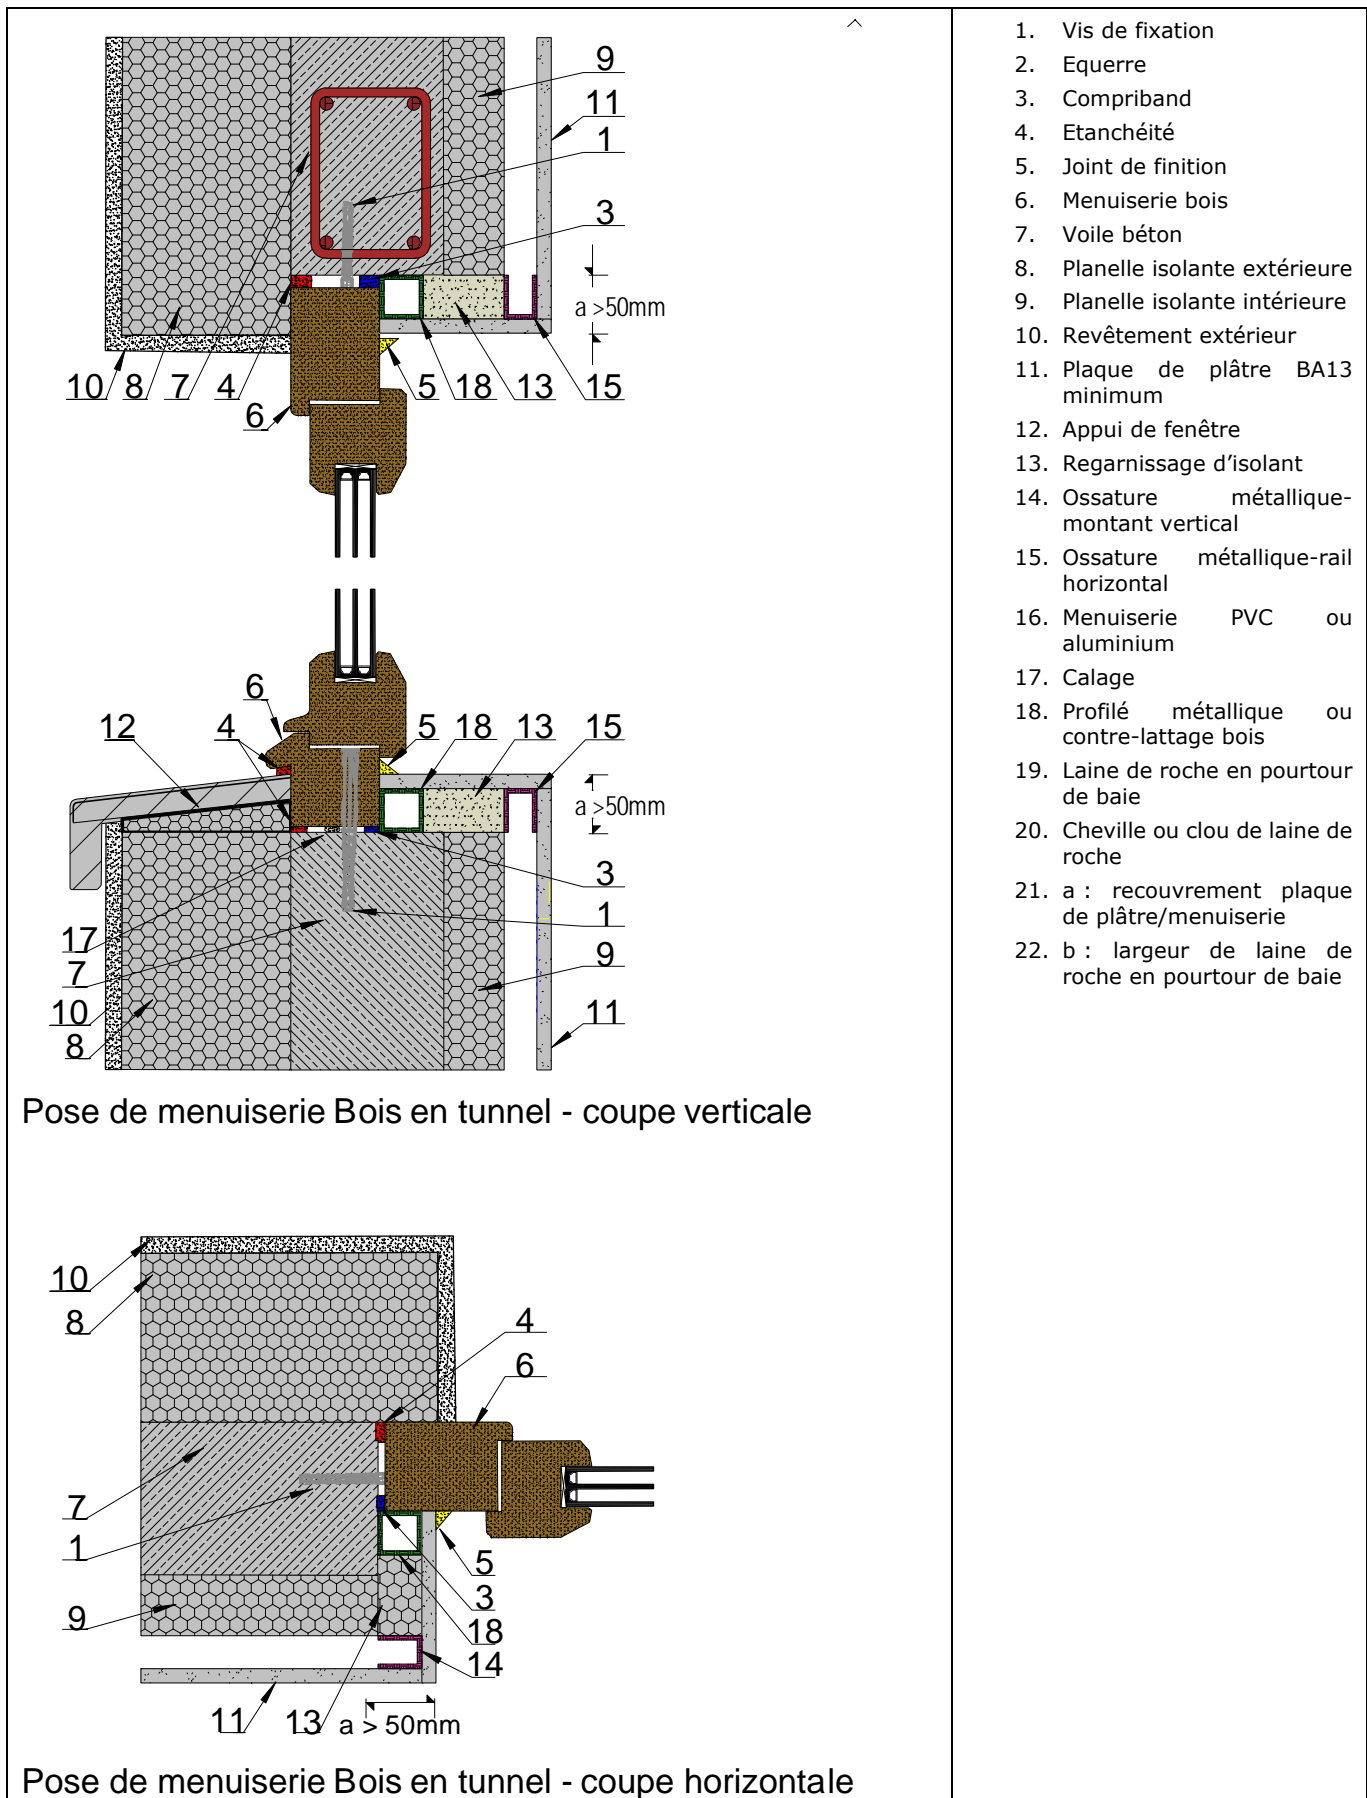 9
11
1
3
a >50mm
10 8 7 4 5 18 13 15
6
6
12 4 5 18 13 15
a >50mm
3
1
17
7
9
10
8
11
Pose de menuiserie Bois en tunnel - coupe verticale
10
8
4
6
7
1
5
3
9
18
14
11 13 a > 50mm
Pose de menuiserie Bois en tunnel - coupe horizontale
1. Vis de fixation
2. Equerre
3. Compriband
4. Etanchéité
5. Joint de finition
6. Menuiserie bois
7. Voile béton
8. Planelle isolante extérieure
9. Planelle isolante intérieure
10. Revêtement extérieur
11. Plaque de plâtre BA13
minimum
12. Appui de fenêtre
13. Regarnissage d’isolant
14. Ossature métallique-
montant vertical
15. Ossature métallique-rail
horizontal
16. Menuiserie PVC ou
aluminium
17. Calage
18. Profilé métallique ou
contre-lattage bois
19. Laine de roche en pourtour
de baie
20. Cheville ou clou de laine de
roche
21. a : recouvrement plaque
de plâtre/menuiserie
22. b : largeur de laine de
roche en pourtour de baie